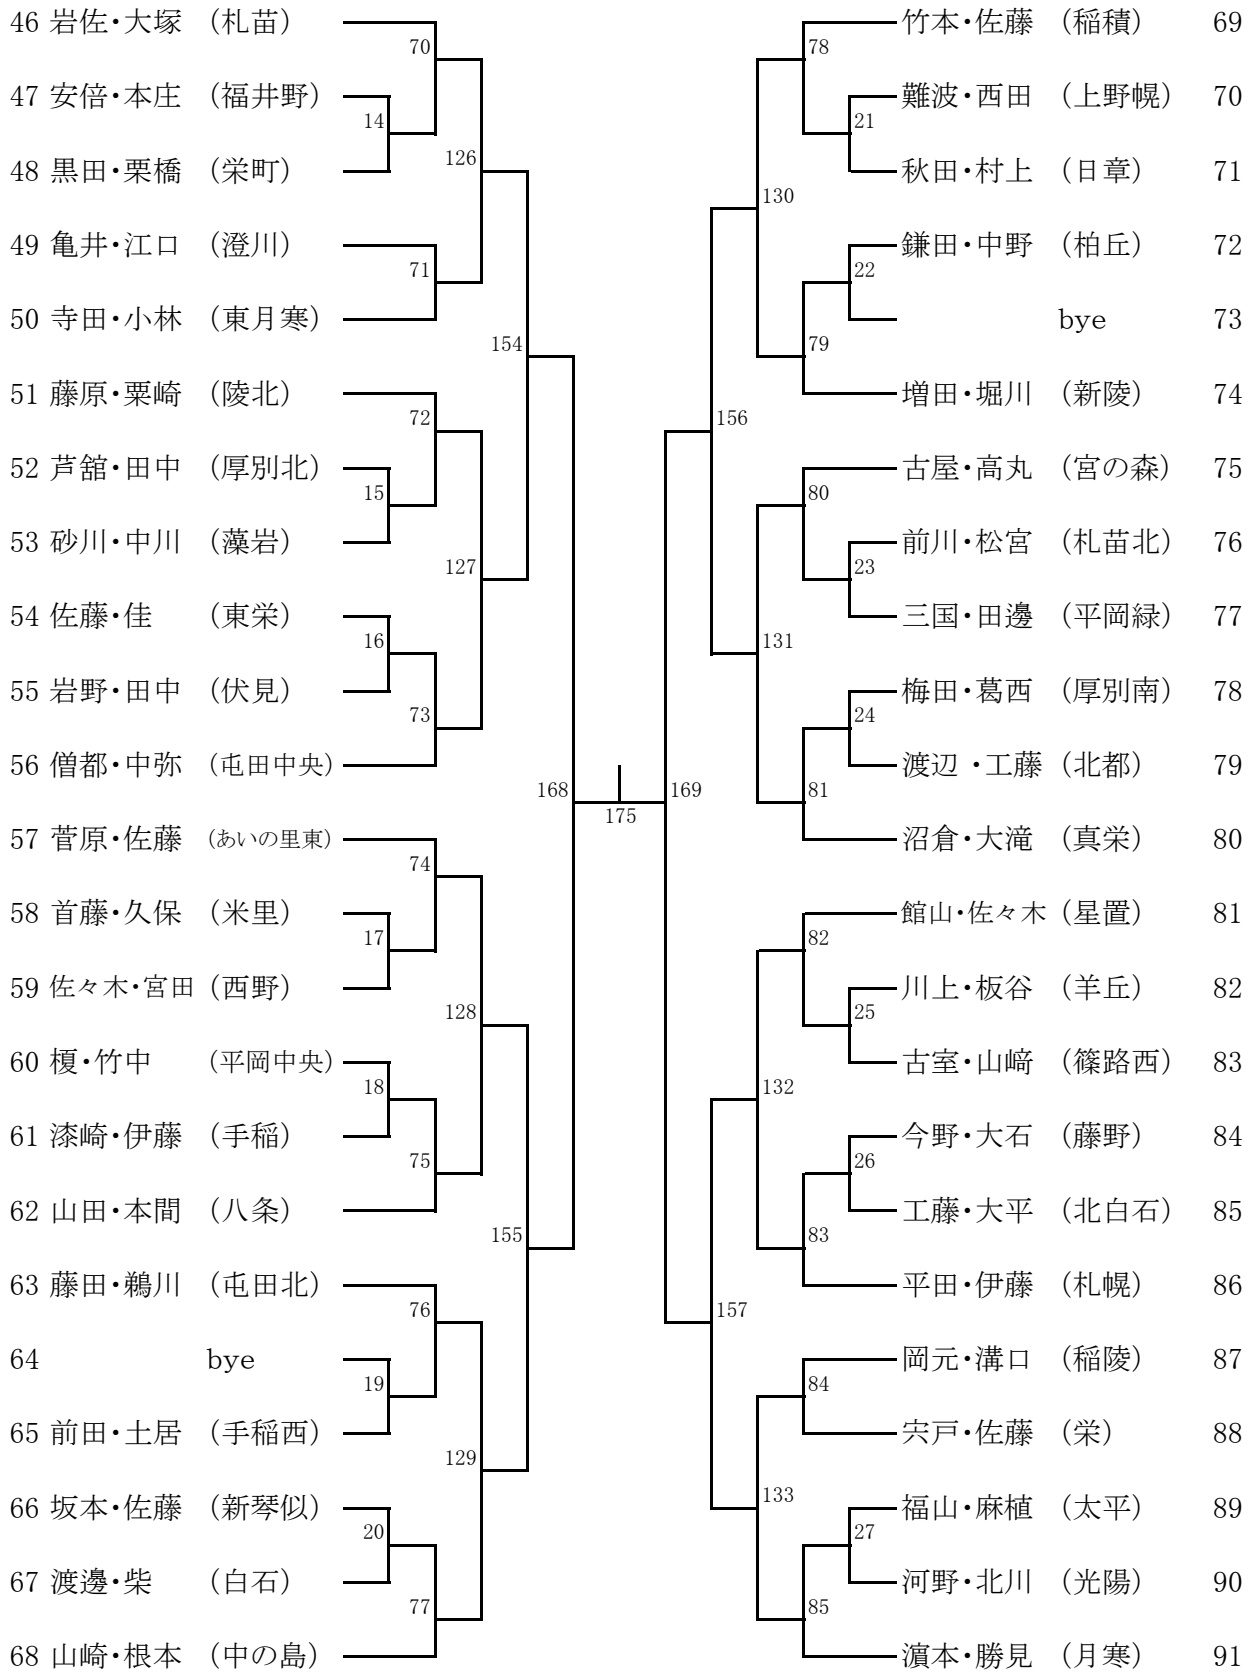 46 岩佐・大塚 (札苗)
70
47 安倍・本庄 (福井野)
14
48 黒田・栗橋 (栄町)
126
49 亀井・江口 (澄川)
71
50 寺田・小林 (東月寒)
154
51 藤原・粟崎 (陵北)
72
52 芦舘・田中 (厚別北)
15
53 砂川・中川 (藻岩)
127
54 佐藤・佳 (東栄)
16
55 岩野・田中 (伏見)
73
56 僧都・中弥 (屯田中央)
168
175
57 菅原・佐藤 (あいの里東)
74
58 首藤・久保 (米里)
17
59 佐々木・宮田 (西野)
128
60 榎・竹中 (平岡中央)
18
61 漆崎・伊藤 (手稲)
75
62 山田・本間 (八条)
155
63 藤田・鵜川 (屯田北)
76
64 bye
19
65 前田・土居 (手稲西)
129
66 坂本・佐藤 (新琴似)
20
67 渡邊・柴 (白石)
77
68 山崎・根本 (中の島)
竹本・佐藤 (稲積) 69
78
難波・西田 (上野幌) 70
21
秋田・村上 (日章) 71
130
鎌田・中野 (柏丘) 72
22
bye 73
79
増田・堀川 (新陵) 74
156
古屋・高丸 (宮の森) 75
80
前川・松宮 (札苗北) 76
23
三国・田邊 (平岡緑) 77
131
梅田・葛西 (厚別南) 78
24
渡辺・工藤 (北都) 79
81
169
沼倉・大滝 (真栄) 80
館山・佐々木 (星置) 81
82
川上・板谷 (羊丘) 82
25
古室・山﨑 (篠路西) 83
132
今野・大石 (藤野) 84
26
工藤・大平 (北白石) 85
83
平田・伊藤 (札幌) 86
157
岡元・溝口 (稲陵) 87
84
宍戸・佐藤 (栄) 88
133
福山・麻植 (太平) 89
27
河野・北川 (光陽) 90
85
濵本・勝見 (月寒) 91